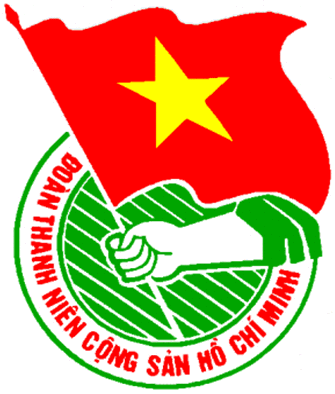 ĐOÀN THANH NIÊN CỘNG SẢN HỒ CHÍ MINH